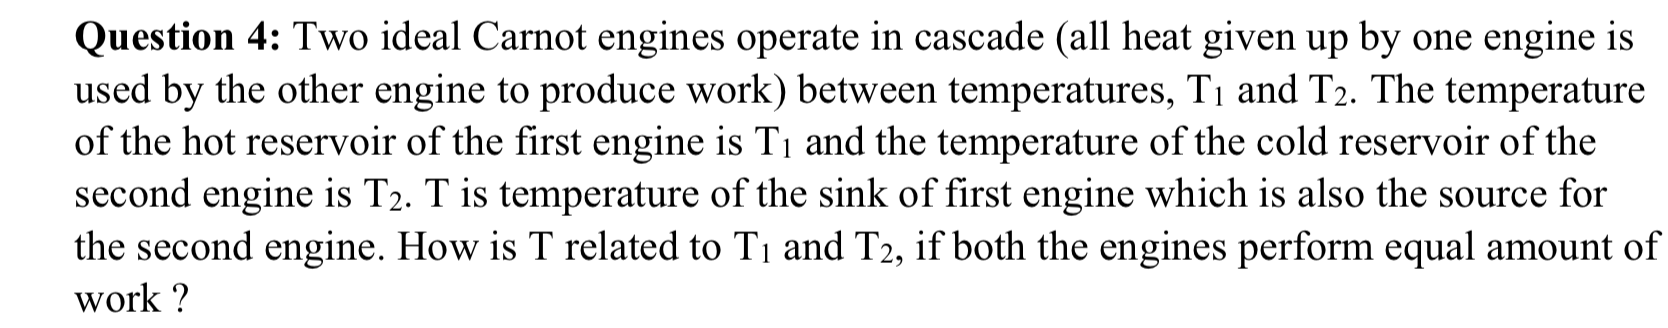 Question 4: Two ideal Carnot engines operate in cascade (all heat given up by one engine is
used by the other engine to produce work) between temperatures, T₁ and T₂. The temperature
of the hot reservoir of the first engine is T₁ and the temperature of the cold reservoir of the
second engine is T₂. T is temperature of the sink of first engine which is also the source for
the second engine. How is T related to T₁ and T₂, if both the engines perform equal amount of
work ?